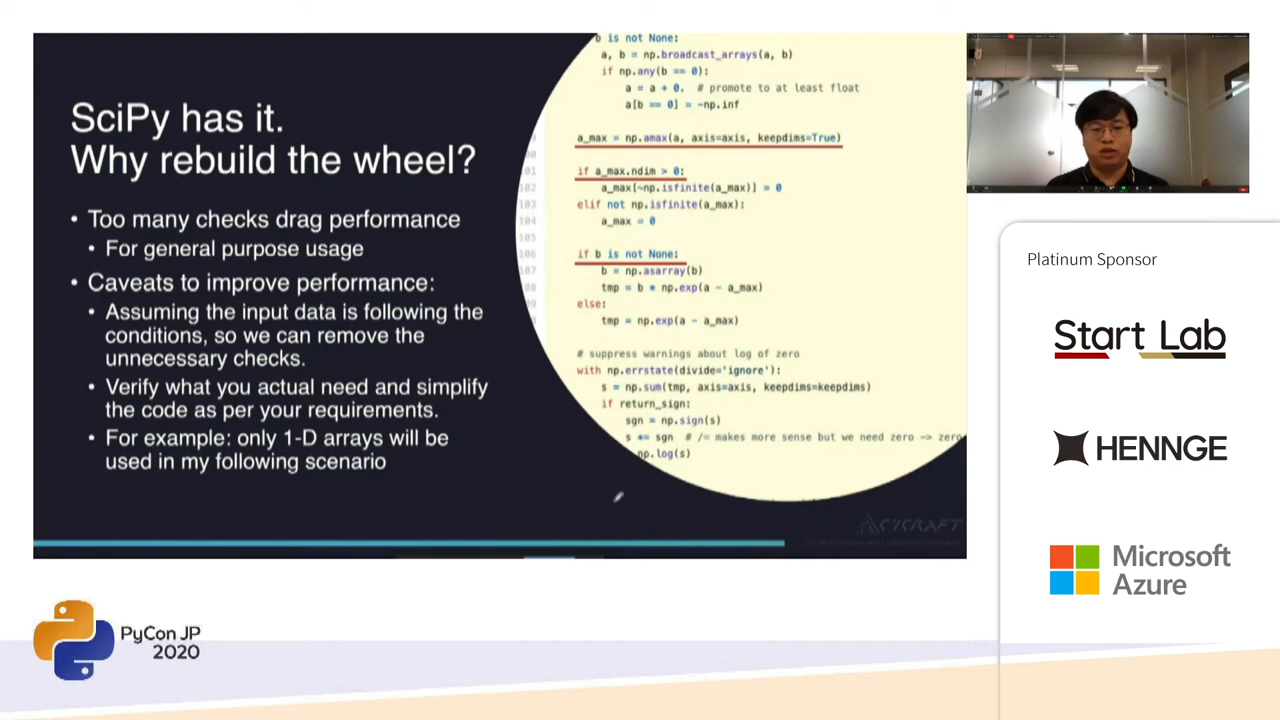 SciPy has it.
Why rebuild the wheel?
• Too many checks drag performance
• For general purpose usage
• Caveats to improve performance:
• Assuming the input data is following the
conditions, so we can remove the
unnecessary checks.
• Verify what you actual need and simplify
the code as per your requirements.
• For example: only 1-D arrays will be
used in my following scenario
b is not None:
a, b = np.broadcast_arrays(a, b)
if np.any(b == 0):
a = a + 0. # promote to at least float
a[b == 0] = -np.inf
a_max = np.amax(a, axis=axis, keepdims=True)
if a_max.ndim > 0:
102 a_max[~np.isfinite(a_max)] = 0
103 elif not np.isfinite(a_max):
104 a_max = 0
105
106 if b is not None:
b = np.asarray(b)
tmp = b * np.exp(a - a_max)
else:
tmp = np.exp(a - a_max)
# suppress warnings about log of zero
with np.errstate(divide='ignore'):
s = np.sum(tmp, axis=axis, keepdims=keepdims)
if return_sign:
sgn = np.sign(s)
s *= sgn # /= makes more sense but we need zero -> zero
np.log(s)
CYCRAFT
Platinum Sponsor
Start Lab
HENNGE
Microsoft
Azure
PyCon JP
2020